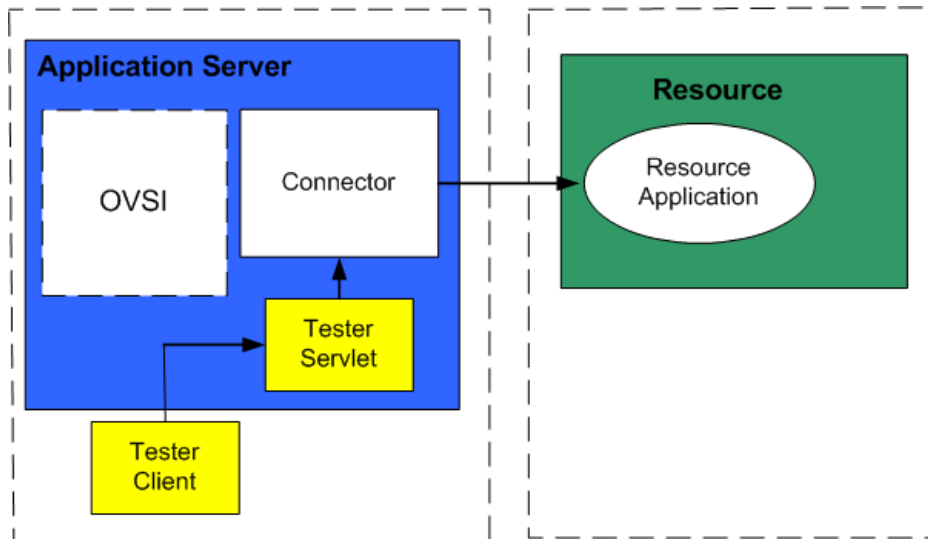 Application Server
OVSI
Connector
Tester
Servlet
Tester
Client
Resource
Resource
Application